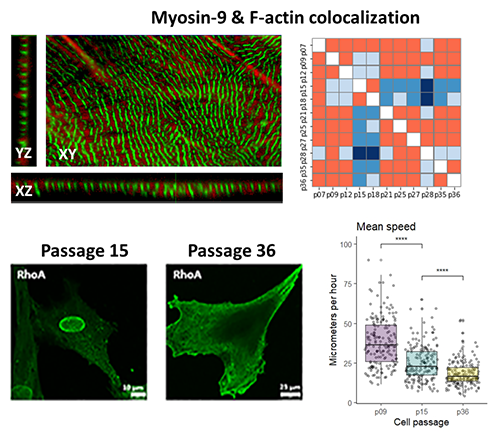 Myosin-9 & F-actin colocalization
YZ
XY
XZ
p36 p35 p28 p27 p25 p21 p18 p15 p12 p09 p07
p07 p09 p12 p15 p18 p21 p25 p27 p28 p35 p36
Passage 15
Passage 36
RhoA
10 µm
RhoA
25 µm
Mean speed
Micrometers per hour
100
75
50
25
0
****
****
p09 p15 p36
Cell passage